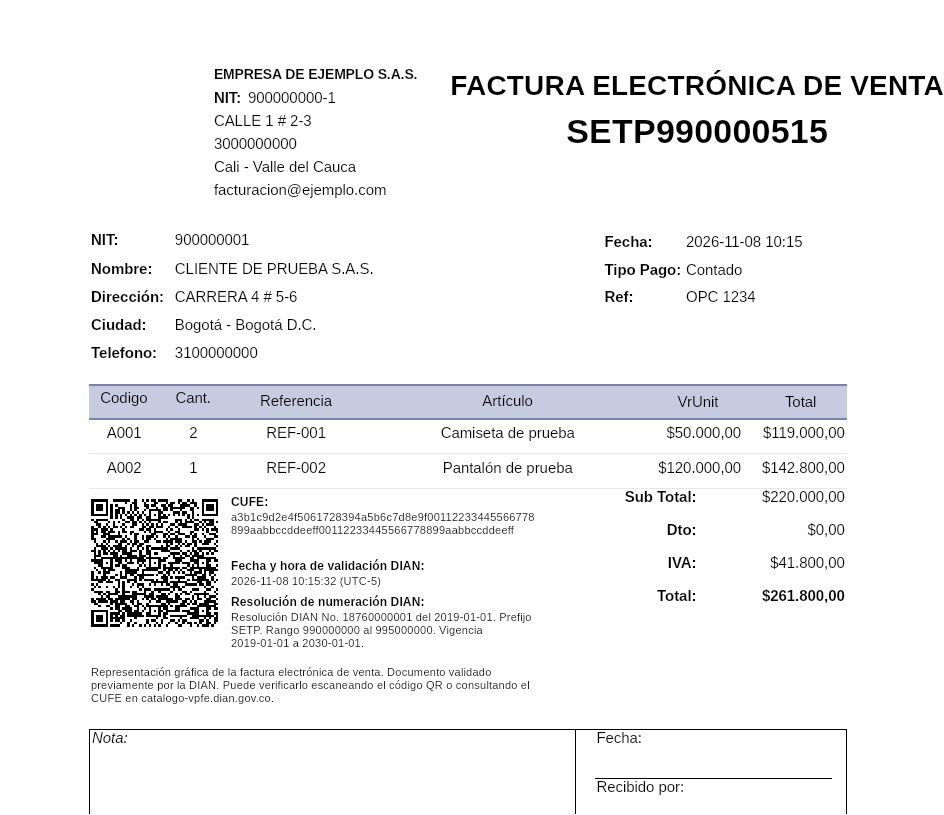 EMPRESA DE EJEMPLO S.A.S.
NIT: 900000000-1
CALLE 1 # 2-3
3000000000
Cali - Valle del Cauca
facturacion@ejemplo.com
FACTURA ELECTRÓNICA DE VENTA
SETP990000515
NIT: 900000001
Nombre: CLIENTE DE PRUEBA S.A.S.
Dirección: CARRERA 4 # 5-6
Ciudad: Bogotá - Bogotá D.C.
Telefono: 3100000000
Fecha: 2026-11-08 10:15
Tipo Pago: Contado
Ref: OPC 1234
Codigo Cant. Referencia Artículo VrUnit Total
A001 2 REF-001 Camiseta de prueba $50.000,00 $119.000,00
A002 1 REF-002 Pantalón de prueba $120.000,00 $142.800,00
CUFE:
a3b1c9d2e4f5061728394a5b6c7d8e9f00112233445566778
899aabbccddeeff00112233445566778899aabbccddeeff
Fecha y hora de validación DIAN:
2026-11-08 10:15:32 (UTC-5)
Resolución de numeración DIAN:
Resolución DIAN No. 18760000001 del 2019-01-01. Prefijo
SETP. Rango 990000000 al 995000000. Vigencia
2019-01-01 a 2030-01-01.
Sub Total: $220.000,00
Dto: $0,00
IVA: $41.800,00
Total: $261.800,00
Representación gráfica de la factura electrónica de venta. Documento validado
previamente por la DIAN. Puede verificarlo escaneando el código QR o consultando el
CUFE en catalogo-vpfe.dian.gov.co.
Nota:
Fecha:
Recibido por: